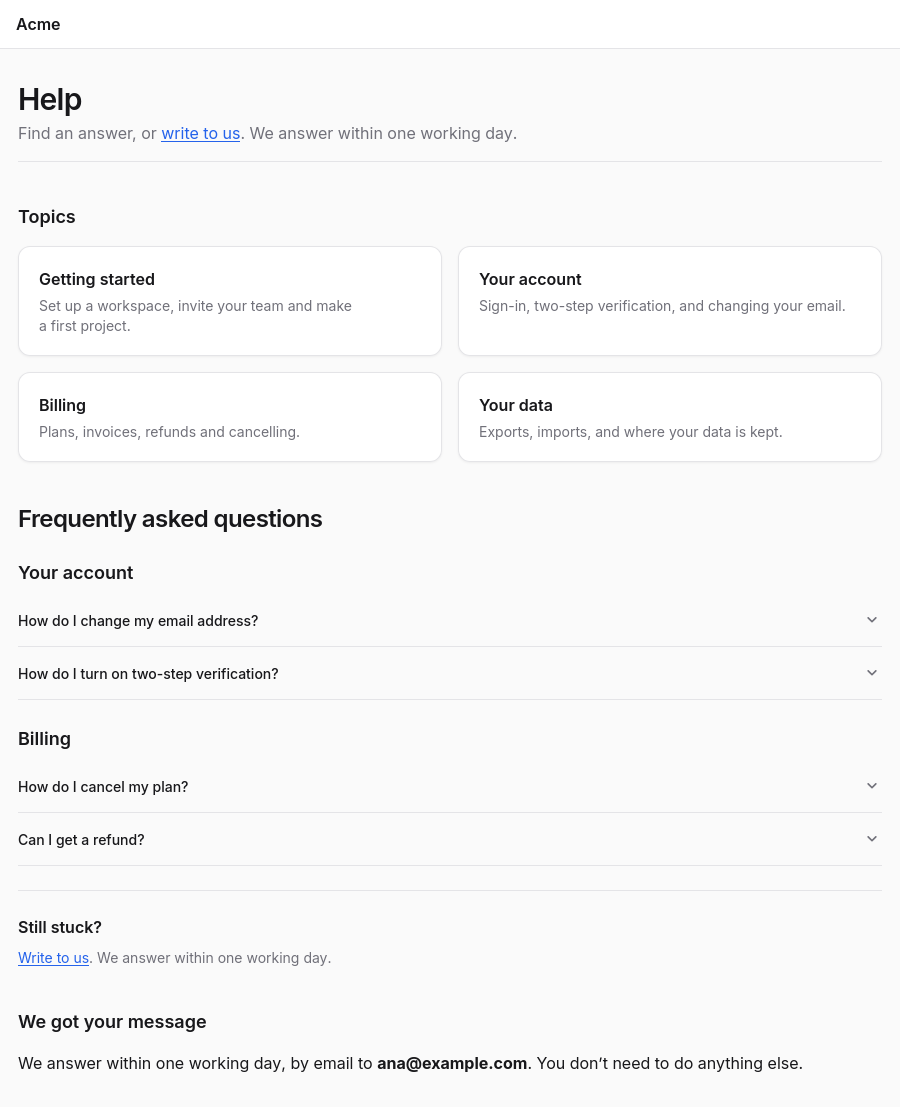 Acme
Help
Find an answer, or write to us. We answer within one working day.
Topics
Getting started
Set up a workspace, invite your team and make
a first project.
Your account
Sign-in, two-step verification, and changing your email.
Billing
Plans, invoices, refunds and cancelling.
Your data
Exports, imports, and where your data is kept.
Frequently asked questions
Your account
How do I change my email address?
How do I turn on two-step verification?
Billing
How do I cancel my plan?
Can I get a refund?
Still stuck?
Write to us. We answer within one working day.
We got your message
We answer within one working day, by email to ana@example.com. You don’t need to do anything else.